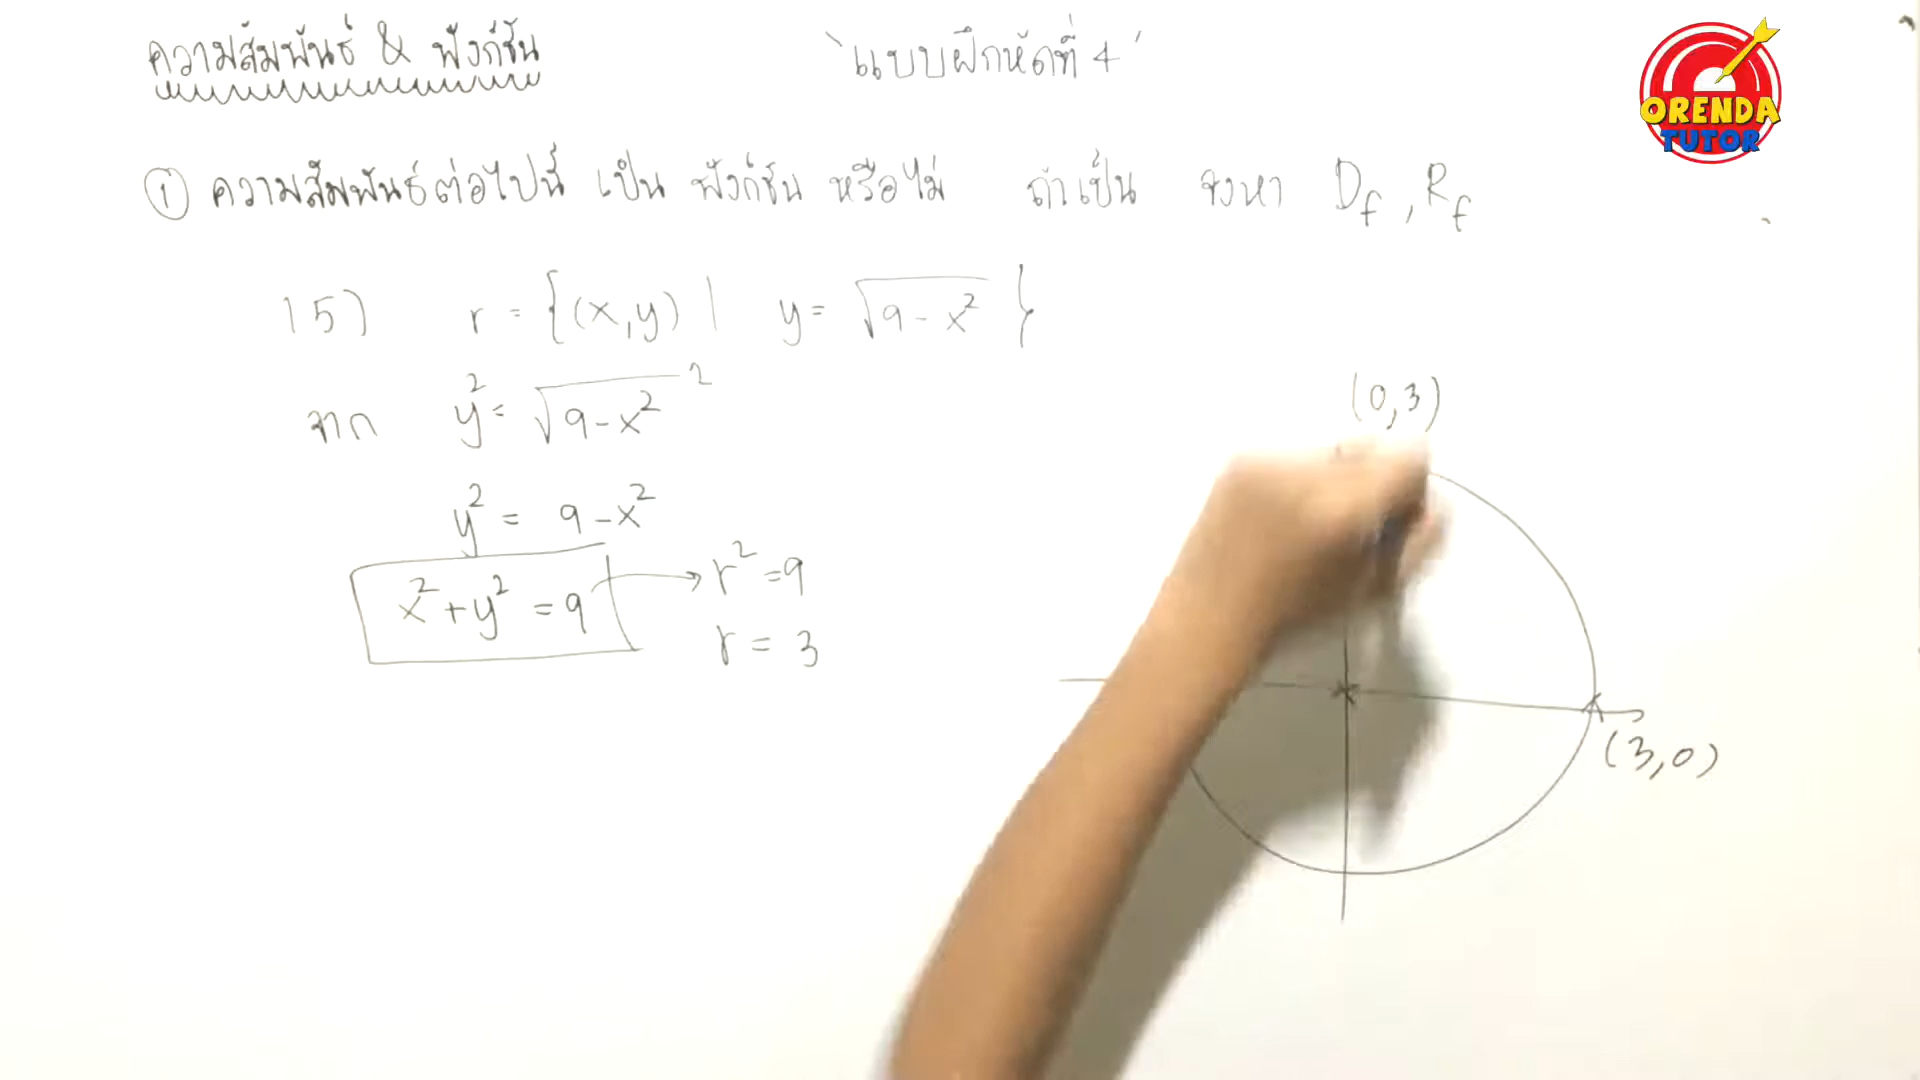 ความสัมพันธ์ & ฟังก์ชัน
`แบบฝึกหัดที่ 4'
ORENDA
TUTOR
① ความสัมพันธ์ต่อไปนี้ เป็น ฟังก์ชัน หรือไม่ ถ้าเป็น จงหา D_f , R_f
15) r = {(x,y) | y = √(9-x²) }
จาก y² = √(9-x²)²
y² = 9-x²
x²+y² = 9 → r² = 9
r = 3
(0,3)
(3,0)